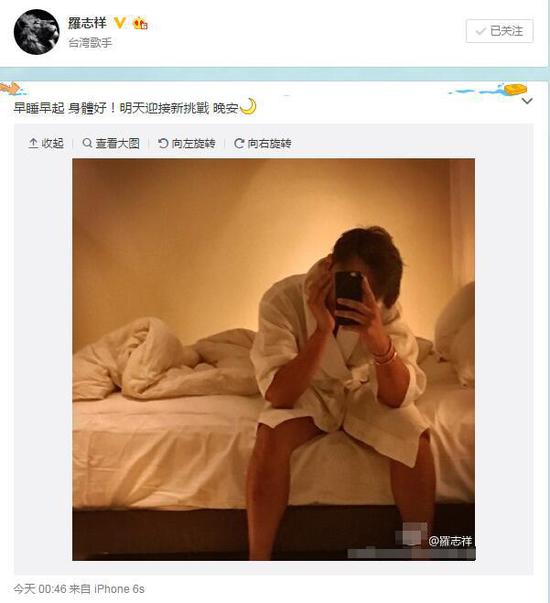 羅志祥
已关注
台湾歌手
早睡早起 身體好！明天迎接新挑戰 晚安
收起 查看大图 向左旋转 向右旋转
@羅志祥
今天 00:46 来自 iPhone 6s